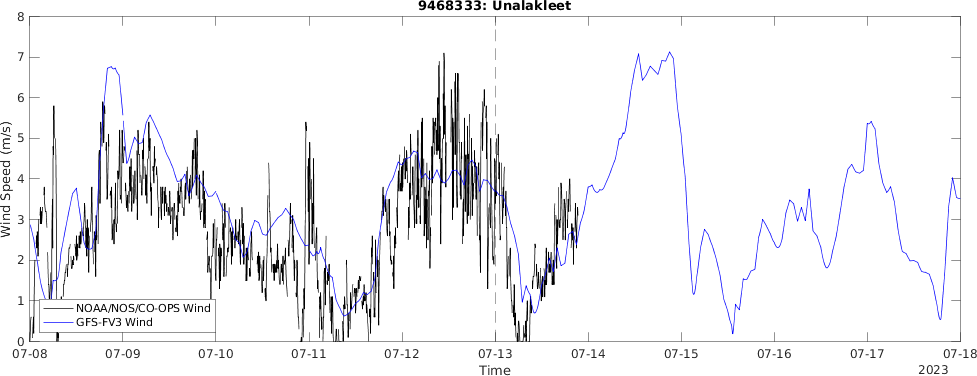 9468333: Unalakleet
8
7
6
5
4
3
2
1
0
Wind Speed (m/s)
NOAA/NOS/CO-OPS Wind
GFS-FV3 Wind
07-08 07-09 07-10 07-11 07-12 07-13 07-14 07-15 07-16 07-17 07-18
Time
2023